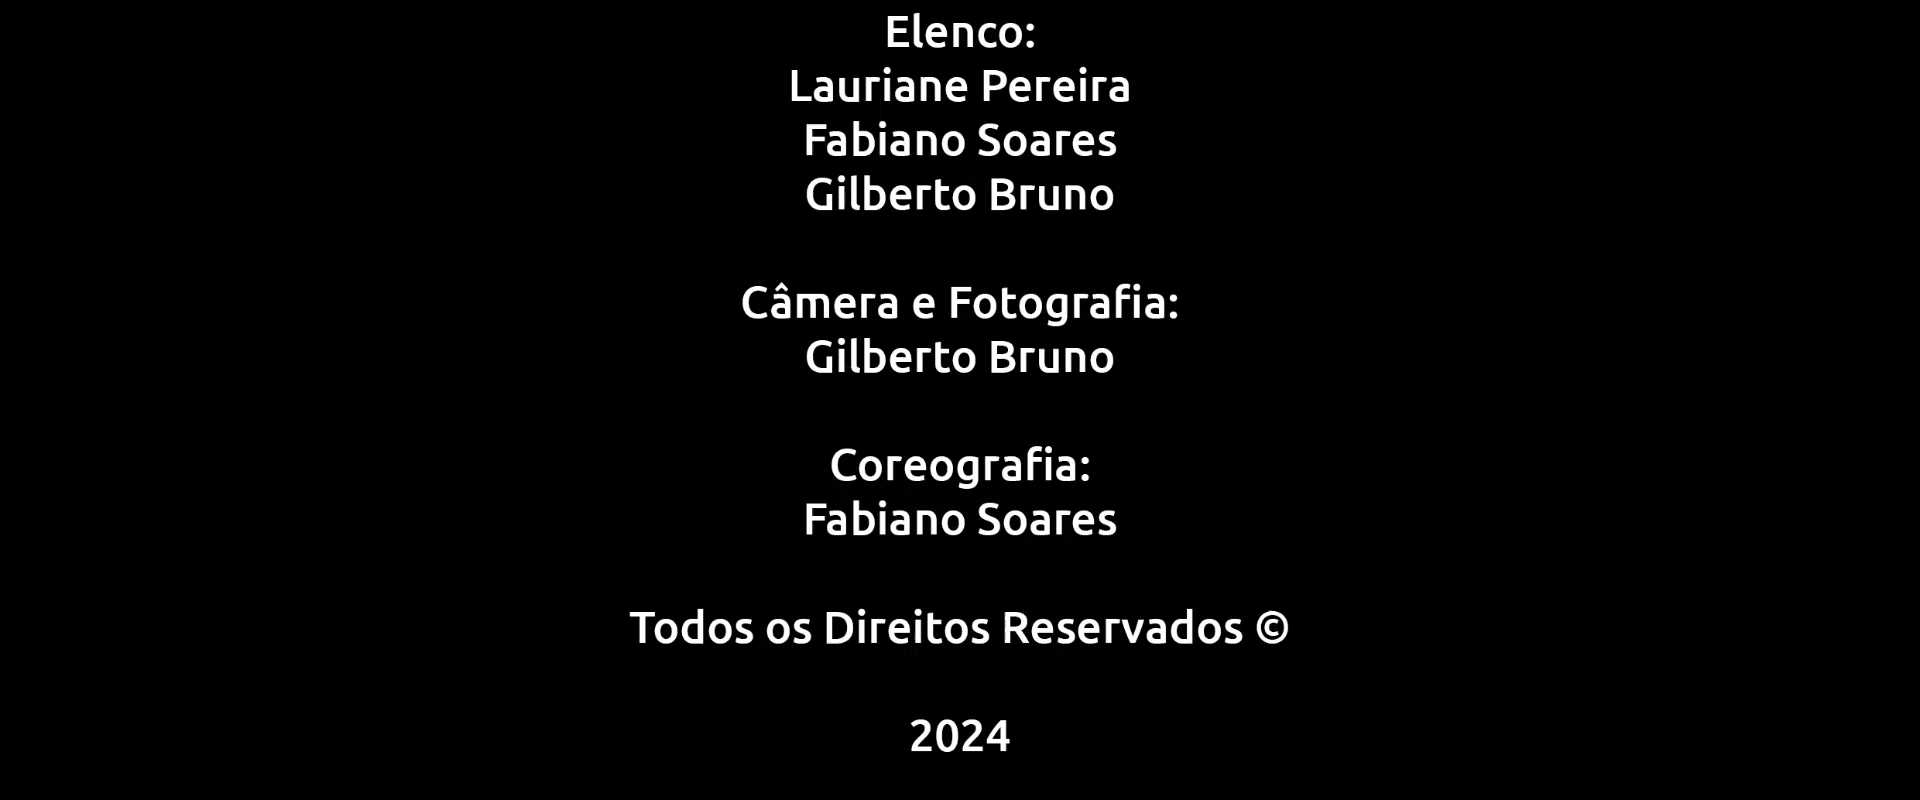 Elenco:
Lauriane Pereira
Fabiano Soares
Gilberto Bruno
Câmera e Fotografia:
Gilberto Bruno
Coreografia:
Fabiano Soares
Todos os Direitos Reservados ©
2024